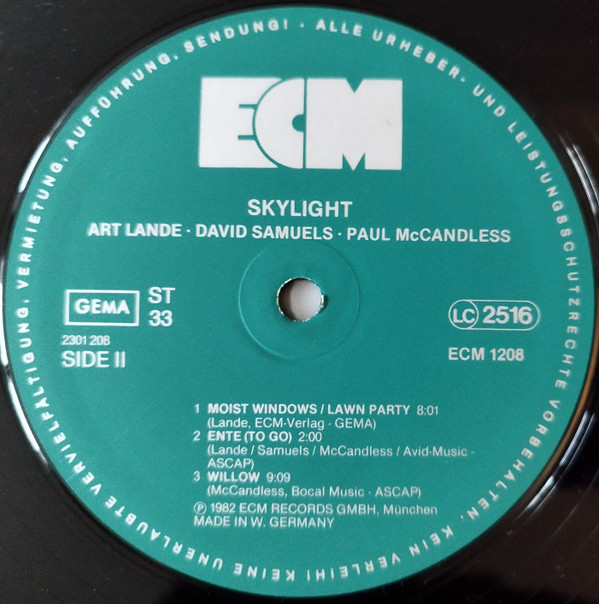 ALLE URHEBER- UND LEISTUNGSSCHUTZRECHTE VORBEHALTEN. KEIN VERLEIH! KEINE UNERLAUBTE VERVIELFÄLTIGUNG, VERMIETUNG, AUFFÜHRUNG, SENDUNG! ·
ECM
SKYLIGHT
ART LANDE · DAVID SAMUELS · PAUL McCANDLESS
GEMA
ST
33
2301 208
SIDE II
LC 2516
ECM 1208
1 MOIST WINDOWS / LAWN PARTY 8:01
(Lande, ECM-Verlag · GEMA)
2 ENTE (TO GO) 2:00
(Lande / Samuels / McCandless / Avid-Music ·
ASCAP)
3 WILLOW 9:09
(McCandless, Bocal Music · ASCAP)
Ⓟ 1982 ECM RECORDS GMBH, München
MADE IN W. GERMANY